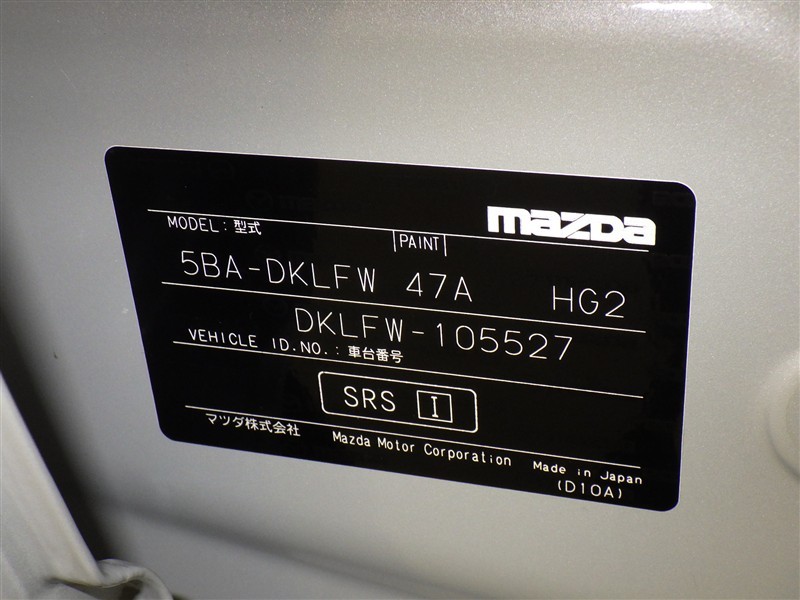 mazda
MODEL : 型式 PAINT
5BA-DKLFW 47A HG2
DKLFW-105527
VEHICLE ID.NO. : 車台番号
SRS I
マツダ株式会社 Mazda Motor Corporation Made in Japan
(D10A)